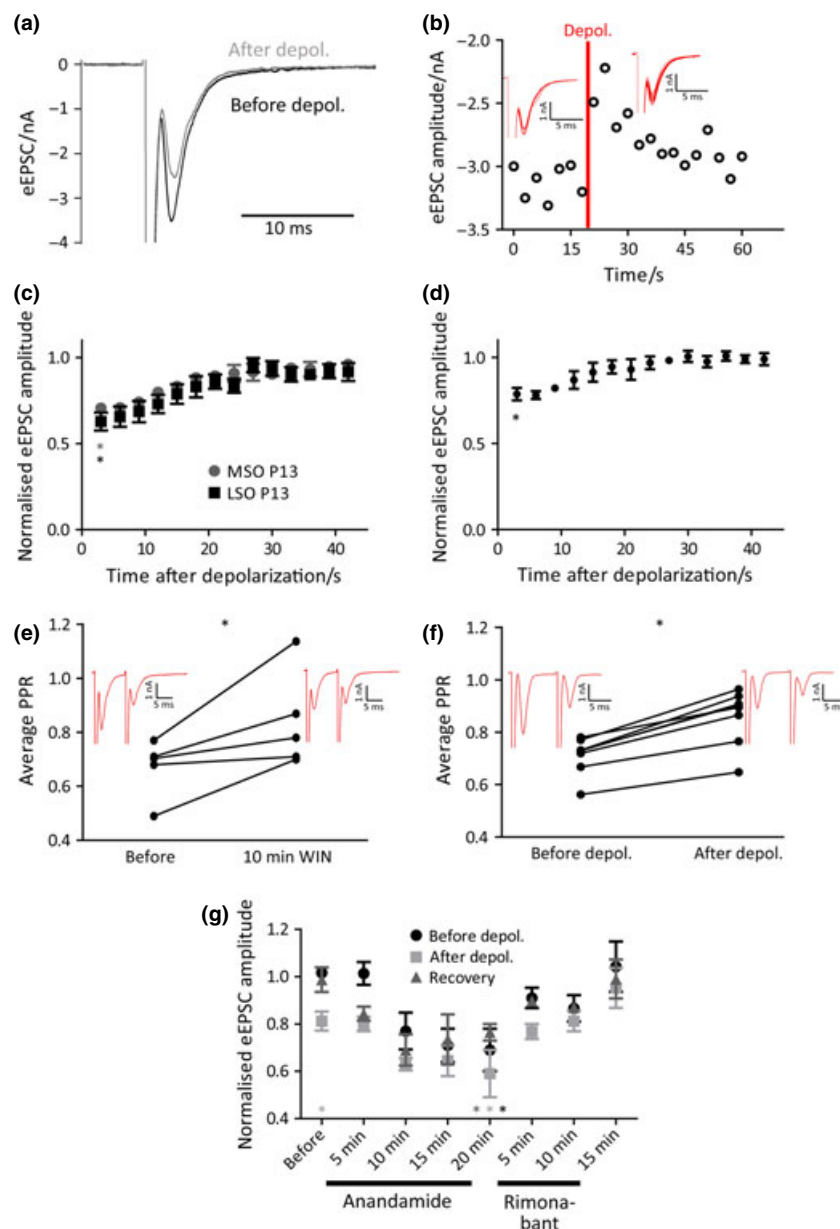 (a)
After depol.
Before depol.
eEPSC/nA
0
-1
-2
-3
-4
10 ms
(b)
Depol.
eEPSC amplitude/nA
−2.0
−2.5
−3.0
−3.5
1 nA
5 ms
1 nA
5 ms
0 15 30 45 60
Time/s
(c)
Normalised eEPSC amplitude
1.0
0.5
0.0
*
*
MSO P13
LSO P13
0 10 20 30 40
Time after depolarization/s
(d)
Normalised eEPSC amplitude
1.0
0.5
0.0
*
0 10 20 30 40
Time after depolarization/s
(e)
Average PPR
1.2
1.0
0.8
0.6
0.4
*
1 nA
5 ms
1 nA
5 ms
Before 10 min WIN
(f)
Average PPR
1.2
1.0
0.8
0.6
0.4
*
1 nA
5 ms
1 nA
5 ms
Before depol. After depol.
(g)
Normalised eEPSC amplitude
1.2
1.0
0.8
0.6
0.4
Before depol.
After depol.
Recovery
* * * *
Before 5 min 10 min 15 min 20 min 5 min 10 min 15 min
Anandamide
Rimona-
bant